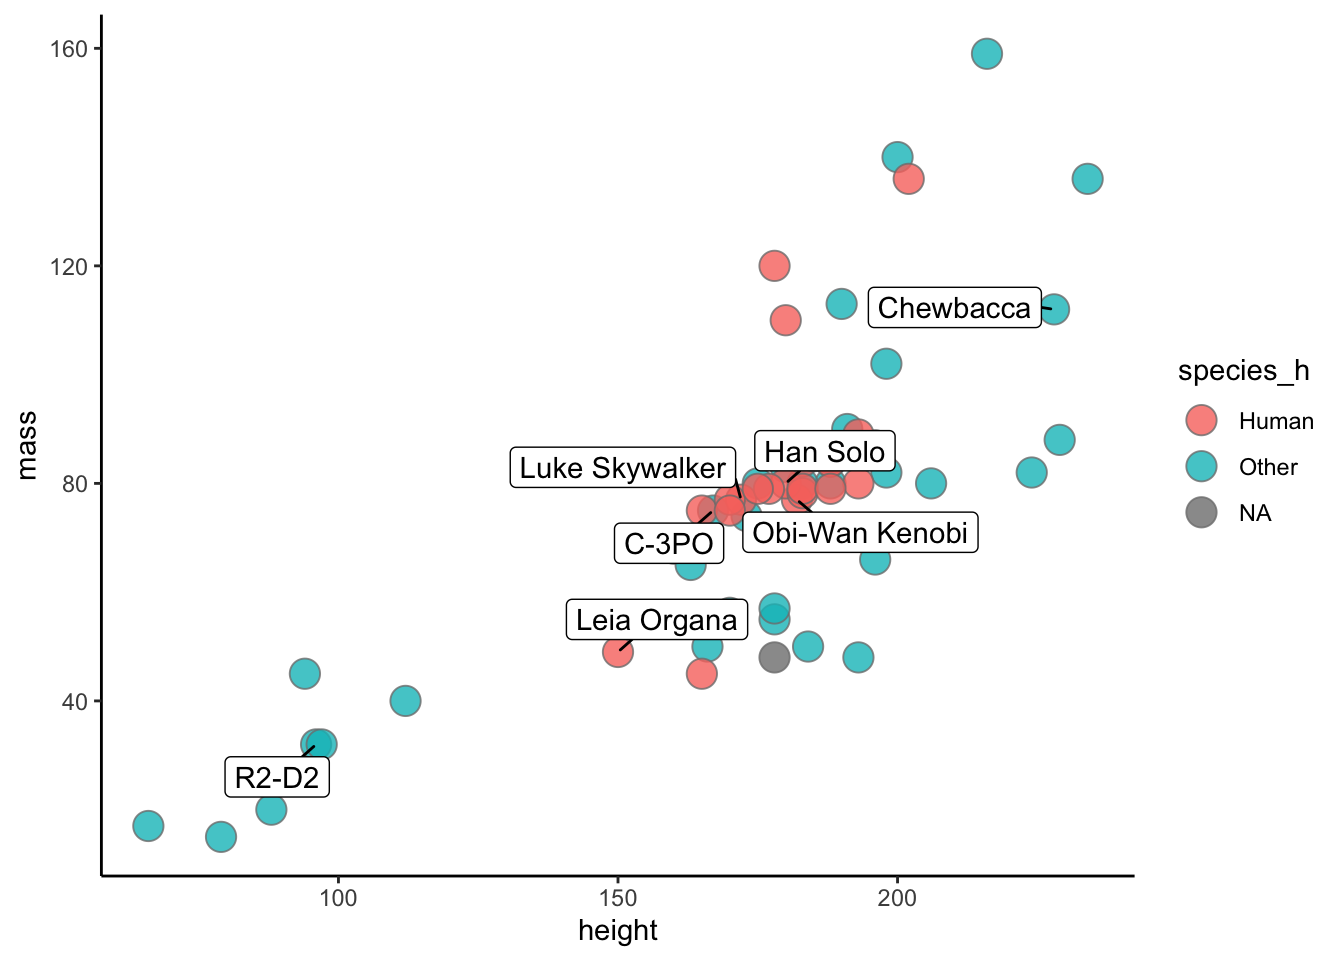 160
120
80
40
mass
Chewbacca
Han Solo
Luke Skywalker
Obi-Wan Kenobi
C-3PO
Leia Organa
R2-D2
100
150
200
height
species_h
Human
Other
NA